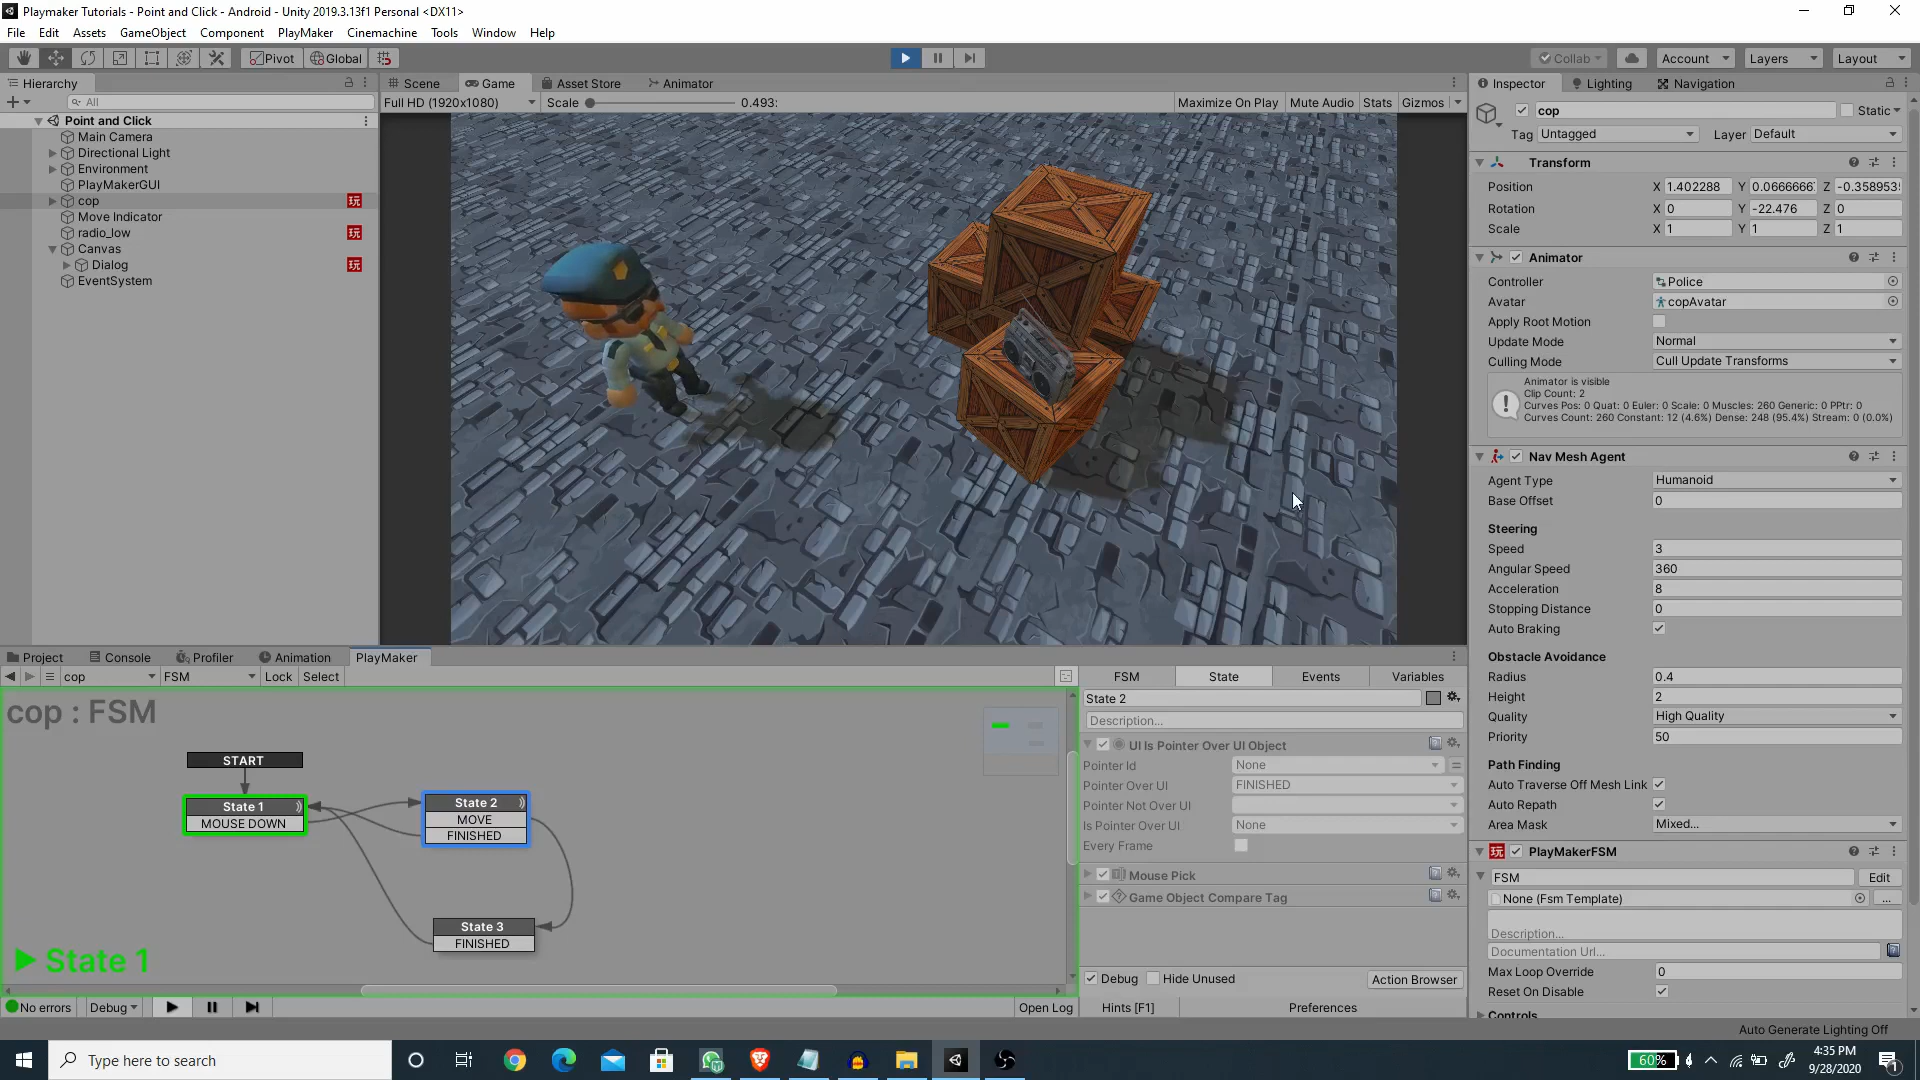 Playmaker Tutorials - Point and Click - Android - Unity 2019.3.13f1 Personal <DX11>
File Edit Assets GameObject Component PlayMaker Cinemachine Tools Window Help
Pivot Global Collab Account Layers Layout
Hierarchy
All
Point and Click
Main Camera
Directional Light
Environment
PlayMakerGUI
cop
Move Indicator
radio_low
Canvas
Dialog
EventSystem
玩
玩
玩
Scene Game Asset Store Animator
Full HD (1920x1080) Scale 0.493: Maximize On Play Mute Audio Stats Gizmos
Project Console Profiler Animation PlayMaker
cop FSM Lock Select
cop : FSM
START
State 1
MOUSE DOWN
State 2
MOVE
FINISHED
State 3
FINISHED
State 1
No errors Debug Open Log
FSM State Events Variables
State 2
Description...
UI Is Pointer Over UI Object
Pointer Id None
Pointer Over UI FINISHED
Pointer Not Over UI
Is Pointer Over UI None
Every Frame
Mouse Pick
Game Object Compare Tag
Debug Hide Unused Action Browser
Hints [F1] Preferences
Inspector Lighting Navigation
cop Static
Tag Untagged Layer Default
Transform
Position X 1.402288 Y 0.0666666 Z -0.358953
Rotation X 0 Y -22.476 Z 0
Scale X 1 Y 1 Z 1
Animator
Controller Police
Avatar copAvatar
Apply Root Motion
Update Mode Normal
Culling Mode Cull Update Transforms
Animator is visible
Clip Count: 2
Curves Pos: 0 Quat: 0 Euler: 0 Scale: 0 Muscles: 260 Generic: 0 PPtr: 0
Curves Count: 260 Constant: 12 (4.6%) Dense: 248 (95.4%) Stream: 0 (0.0%)
Nav Mesh Agent
Agent Type Humanoid
Base Offset 0
Steering
Speed 3
Angular Speed 360
Acceleration 8
Stopping Distance 0
Auto Braking
Obstacle Avoidance
Radius 0.4
Height 2
Quality High Quality
Priority 50
Path Finding
Auto Traverse Off Mesh Link
Auto Repath
Area Mask Mixed...
玩 PlayMakerFSM
FSM Edit
None (Fsm Template) ...
Description...
Documentation Url...
Max Loop Override 0
Reset On Disable
Controls
Auto Generate Lighting Off
Type here to search
60%
4:35 PM
9/28/2020
1